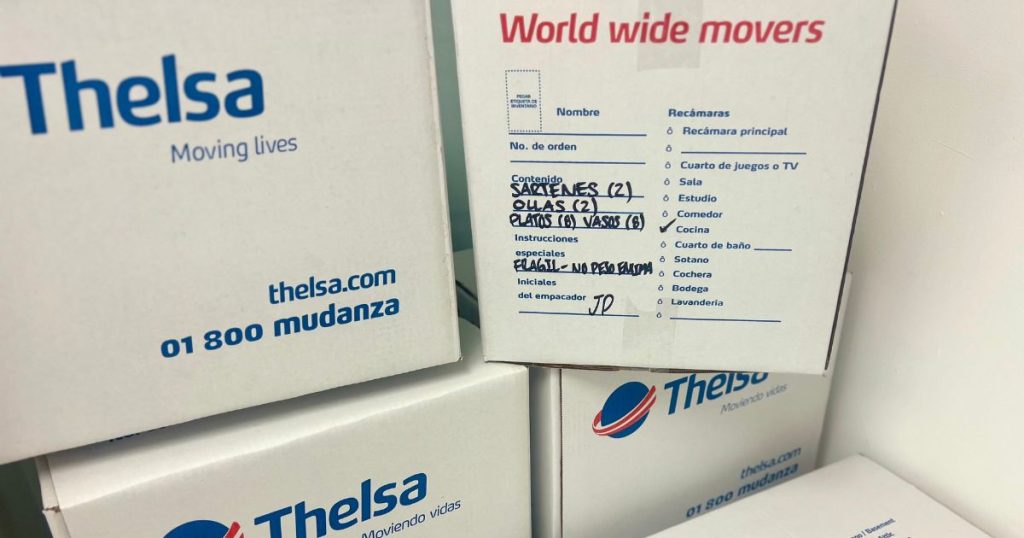 Thelsa
Moving lives
thelsa.com
01 800 mudanza
World wide movers
PEGAR
ETIQUETA DE
INVENTARIO
Nombre
No. de orden
Contenido
SARTENES (2)
OLLAS (2)
PLATOS (8) VASOS (8)
Instrucciones
especiales
FRAGIL - NO PESO ENCIMA
Iniciales
del empacador JD
Recámaras
Recámara principal
Cuarto de juegos o TV
Sala
Estudio
Comedor
✓ Cocina
Cuarto de baño
Sotano
Cochera
Bodega
Lavanderia
Thelsa
Moviendo vidas
thelsa.com
01 800 mudanza
Thelsa
Moviendo vidas
/ Basement